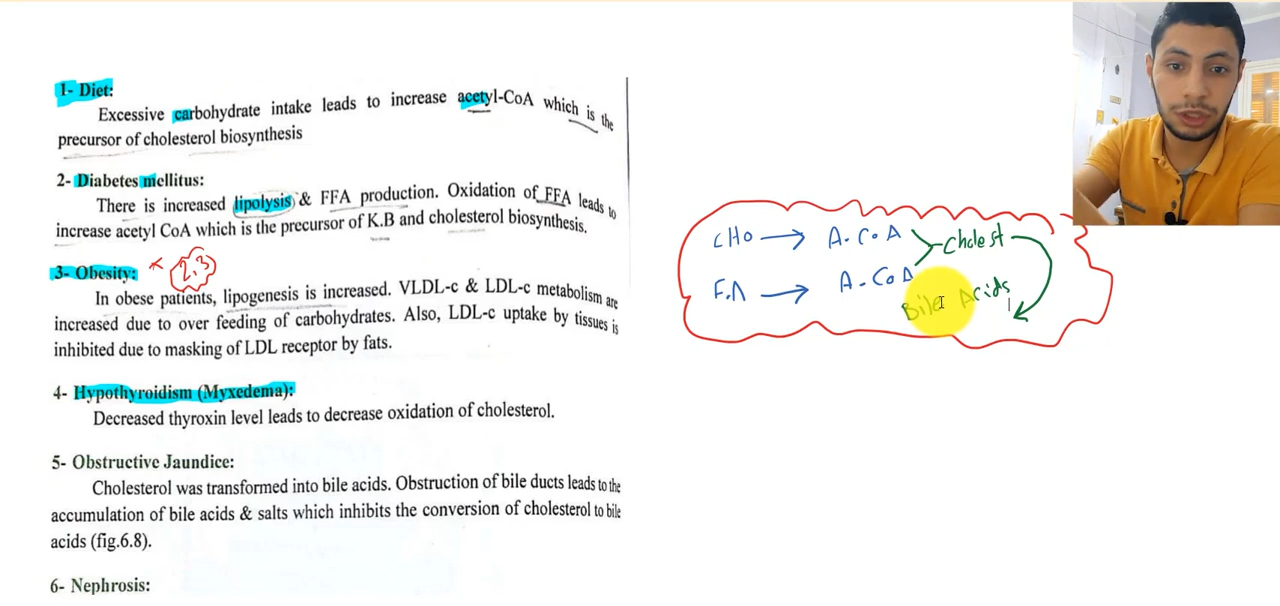 1- Diet:
Excessive carbohydrate intake leads to increase acetyl-CoA which is the
precursor of cholesterol biosynthesis
2- Diabetes mellitus:
There is increased lipolysis & FFA production. Oxidation of FFA leads to
increase acetyl CoA which is the precursor of K.B and cholesterol biosynthesis.
3- Obesity: * 2,3
In obese patients, lipogenesis is increased. VLDL-c & LDL-c metabolism are
increased due to over feeding of carbohydrates. Also, LDL-c uptake by tissues is
inhibited due to masking of LDL receptor by fats.
4- Hypothyroidism (Myxedema):
Decreased thyroxin level leads to decrease oxidation of cholesterol.
5- Obstructive Jaundice:
Cholesterol was transformed into bile acids. Obstruction of bile ducts leads to the
accumulation of bile acids & salts which inhibits the conversion of cholesterol to bile
acids (fig.6.8).
6- Nephrosis:
CHO → A.CoA
Cholest
F.A → A.CoA
Bile Acids